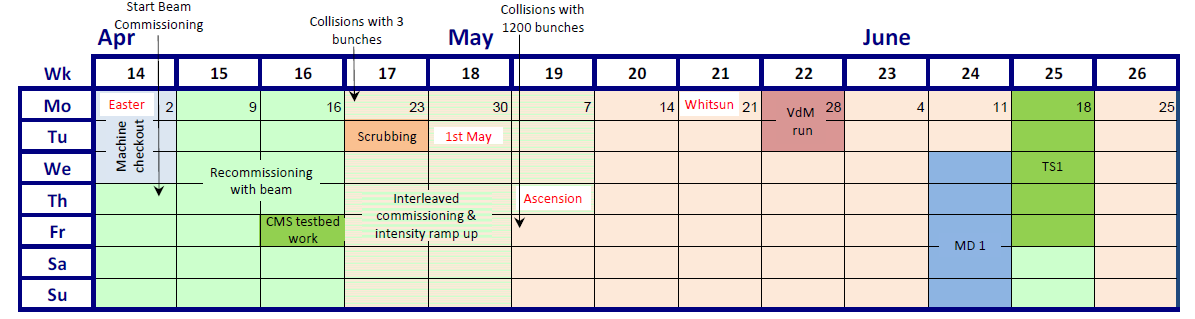 Start Beam
Commissioning
Collisions with 3
bunches
Collisions with
1200 bunches
Apr May June
Wk 14 15 16 17 18 19 20 21 22 23 24 25 26
Mo Easter 2 9 16 23 30 7 14 Whitsun 21 28 4 11 18 25
Tu Machine checkout Scrubbing 1st May VdM run
We Recommissioning with beam TS1
Th Interleaved commissioning & intensity ramp up Ascension
Fr CMS testbed work MD 1
Sa
Su